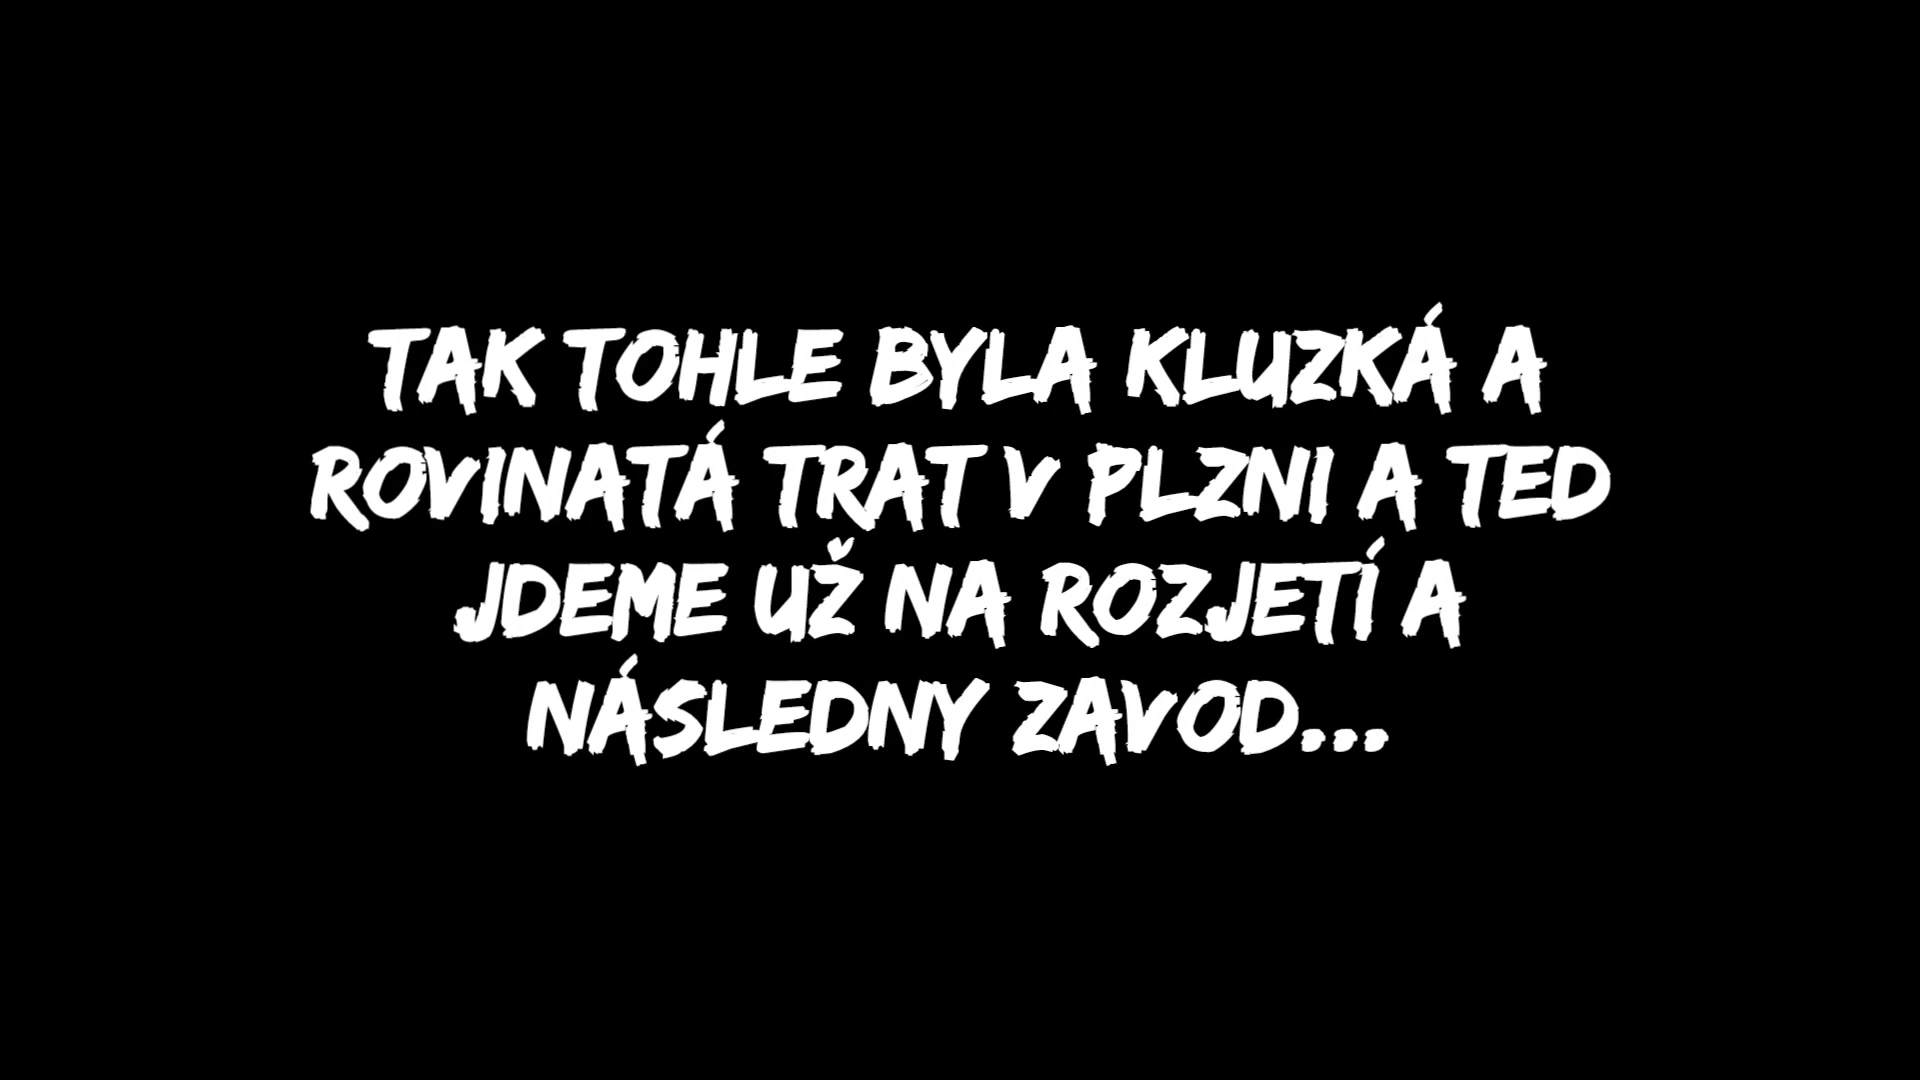 TAK TOHLE BYLA KLUZKÁ A
ROVINATÁ TRAT V PLZNI A TED
JDEME UŽ NA ROZJETÍ A
NÁSLEDNY ZAVOD...